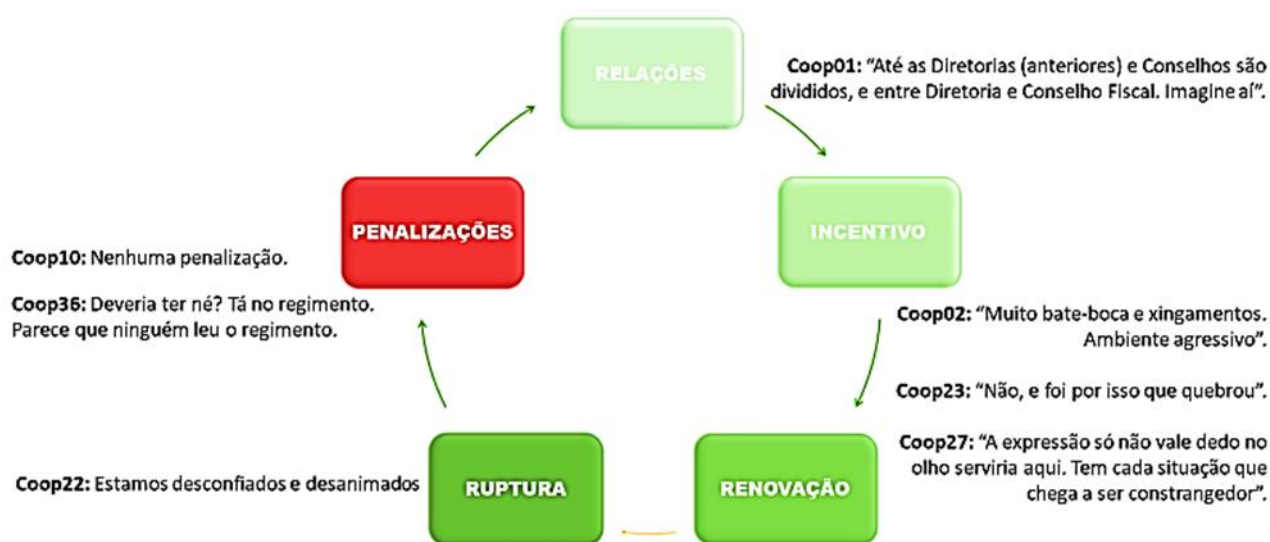 RELAÇÕES
Coop01: “Até as Diretorias (anteriores) e Conselhos são
divididos, e entre Diretoria e Conselho Fiscal. Imagine aí”.
INCENTIVO
PENALIZAÇÕES
Coop10: Nenhuma penalização.
Coop36: Deveria ter né? Tá no regimento.
Parece que ninguém leu o regimento.
Coop02: “Muito bate-boca e xingamentos.
Ambiente agressivo”.
Coop23: “Não, e foi por isso que quebrou”.
Coop27: “A expressão só não vale dedo no
olho serviria aqui. Tem cada situação que
chega a ser constrangedor”.
Coop22: Estamos desconfiados e desanimados
RUPTURA
RENOVAÇÃO